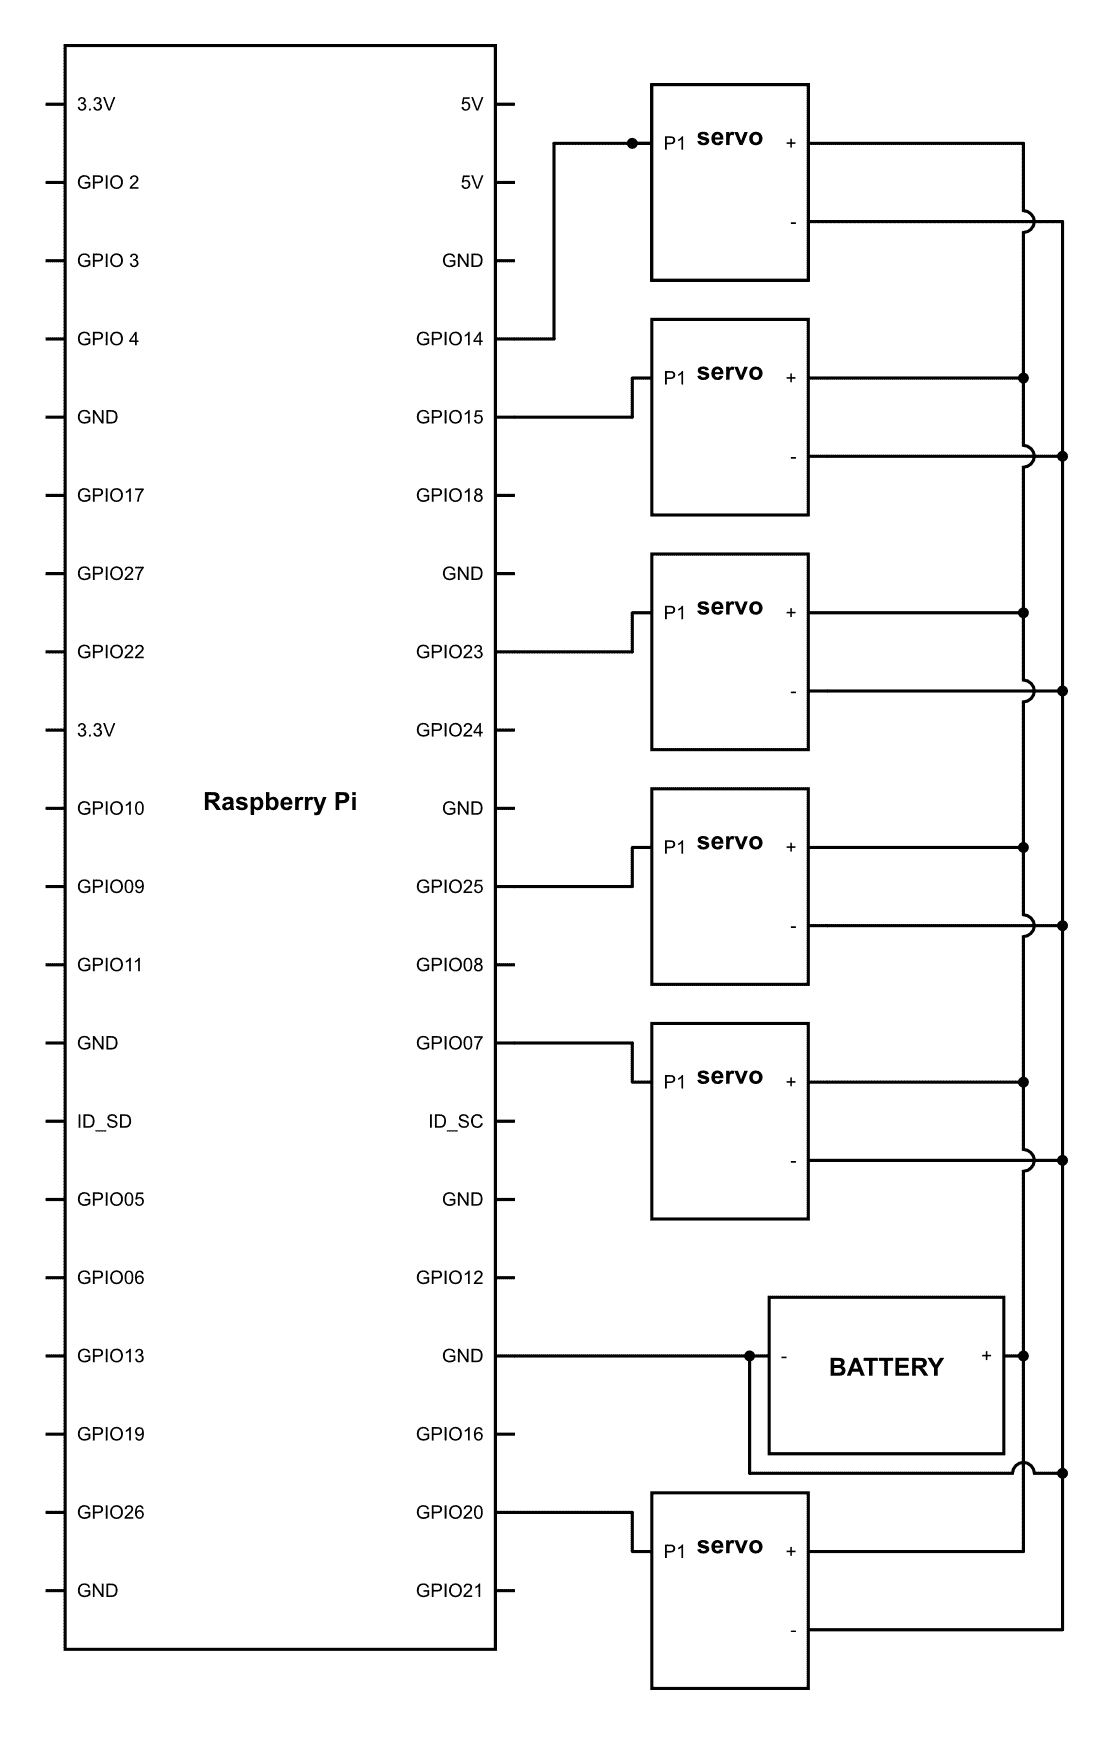 3.3V
GPIO 2
GPIO 3
GPIO 4
GND
GPIO17
GPIO27
GPIO22
3.3V
GPIO10
GPIO09
GPIO11
GND
ID_SD
GPIO05
GPIO06
GPIO13
GPIO19
GPIO26
GND
Raspberry Pi
5V
5V
GND
GPIO14
GPIO15
GPIO18
GND
GPIO23
GPIO24
GND
GPIO25
GPIO08
GPIO07
ID_SC
GND
GPIO12
GND
GPIO16
GPIO20
GPIO21
P1 servo +
-
P1 servo +
-
P1 servo +
-
P1 servo +
-
P1 servo +
-
- BATTERY +
P1 servo +
-